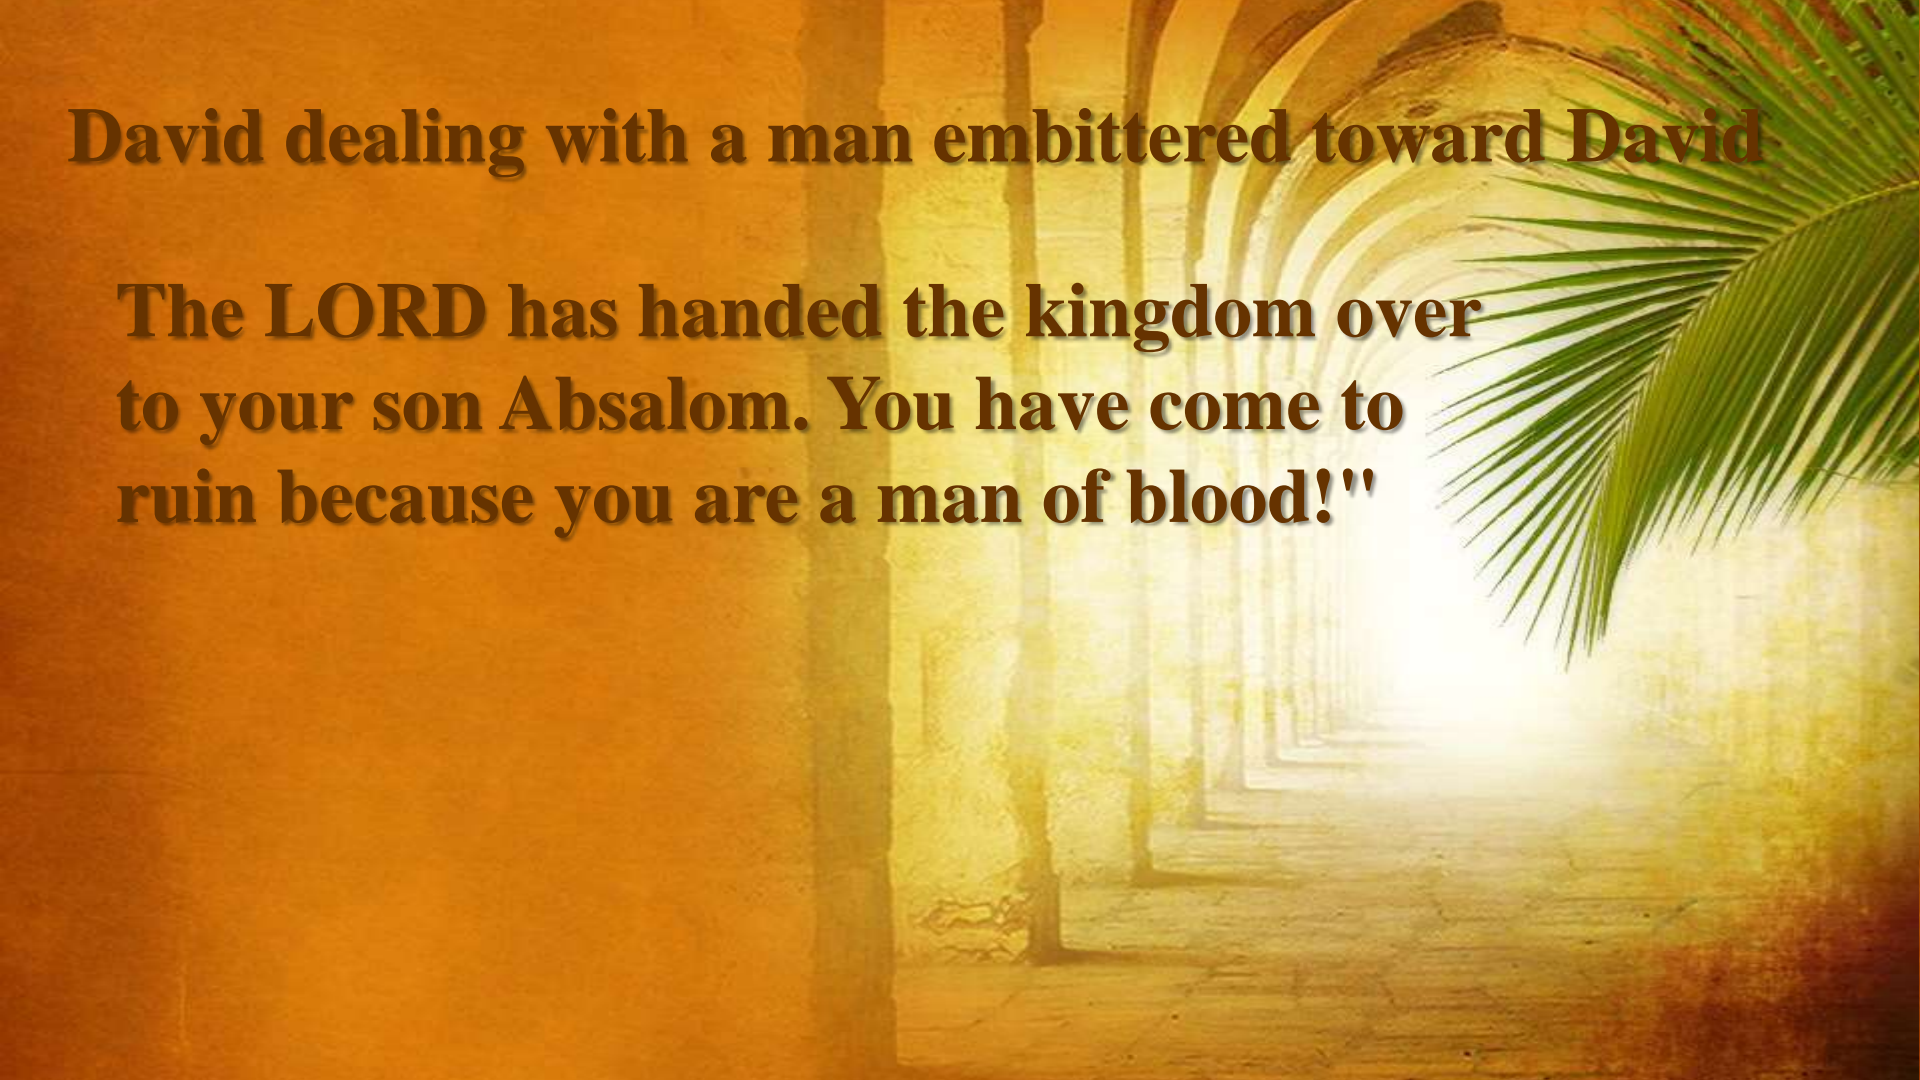 David dealing with a man embittered toward David
The LORD has handed the kingdom over
to your son Absalom. You have come to
ruin because you are a man of blood!"